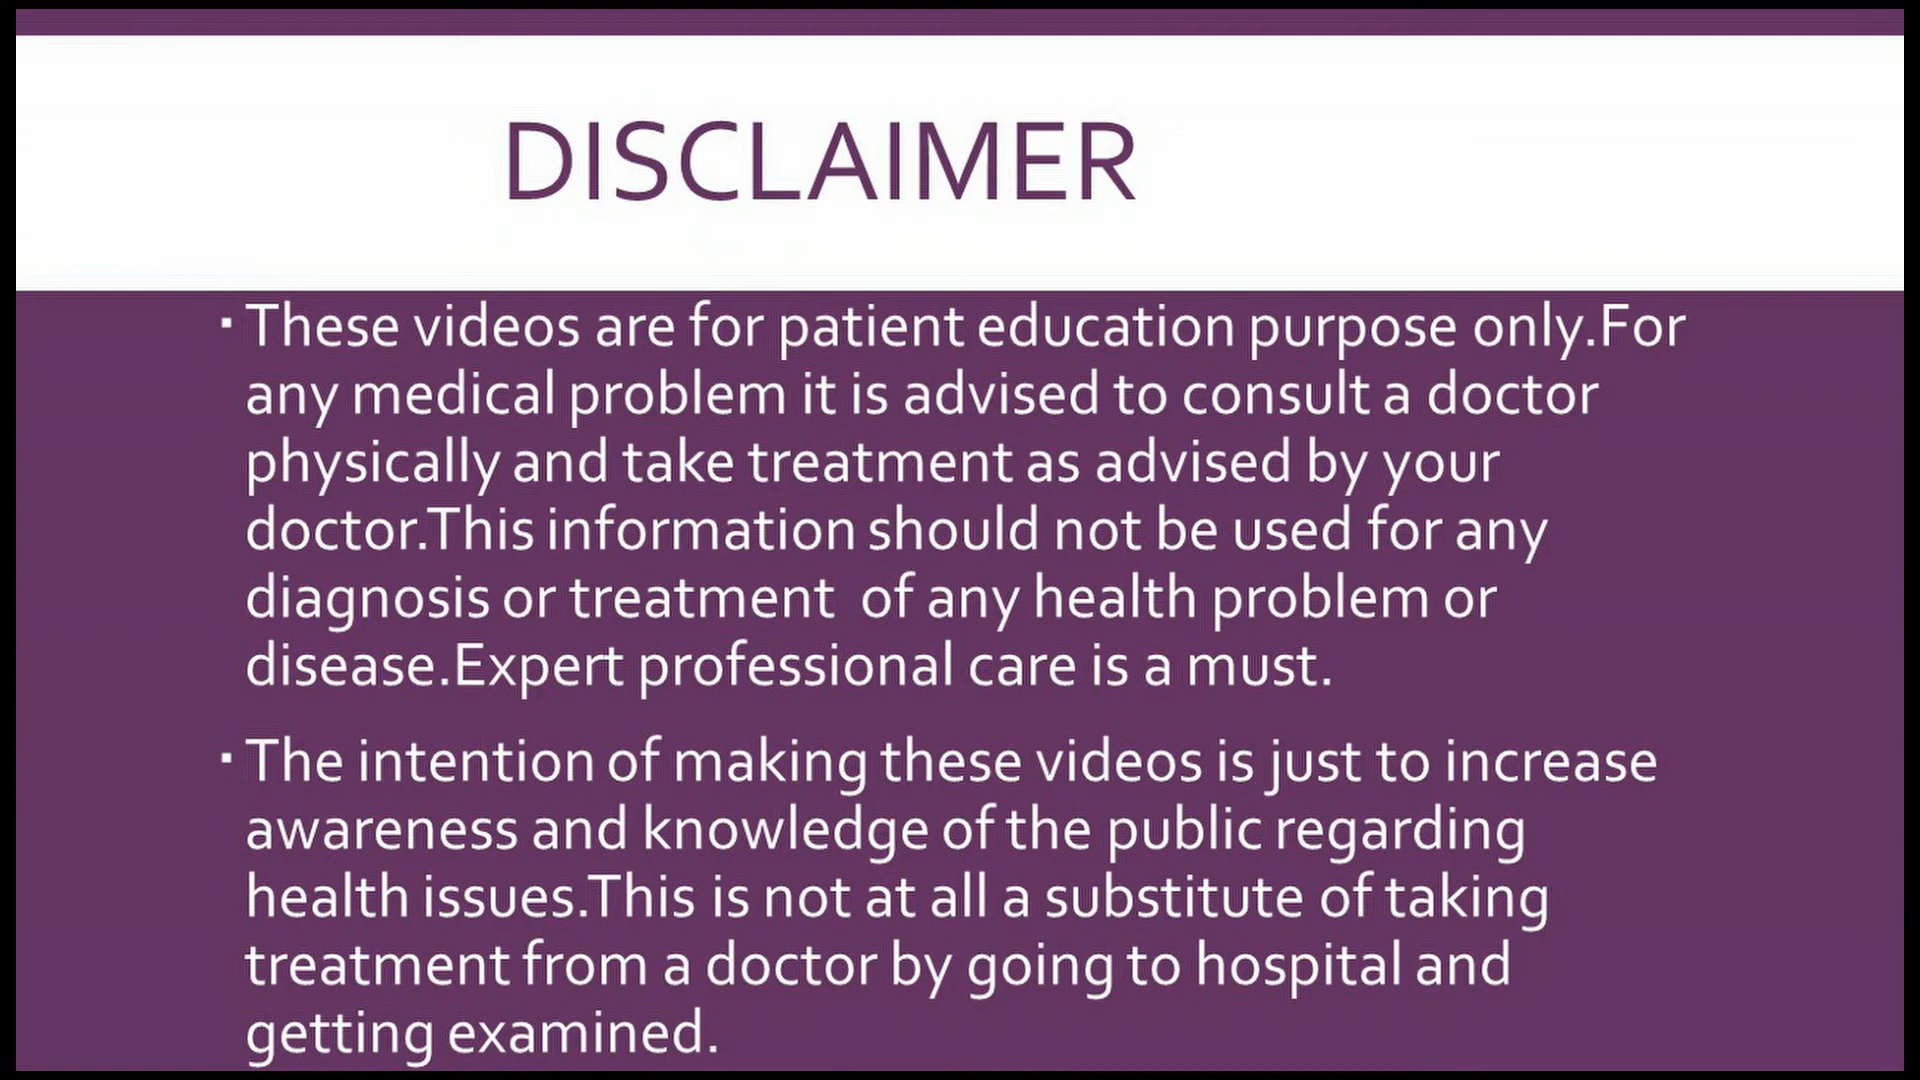 DISCLAIMER
▪ These videos are for patient education purpose only.For
any medical problem it is advised to consult a doctor
physically and take treatment as advised by your
doctor.This information should not be used for any
diagnosis or treatment  of any health problem or
disease.Expert professional care is a must.
▪ The intention of making these videos is just to increase
awareness and knowledge of the public regarding
health issues.This is not at all a substitute of taking
treatment from a doctor by going to hospital and
getting examined.